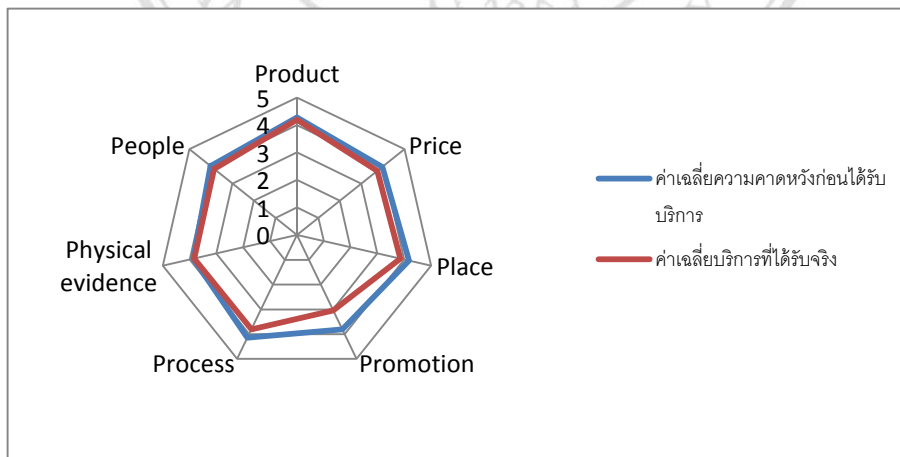 Product
5
4
3
2
1
0
Price
Place
Promotion
Process
Physical
evidence
People
ค่าเฉลี่ยความคาดหวังก่อนได้รับ
บริการ
ค่าเฉลี่ยบริการที่ได้รับจริง